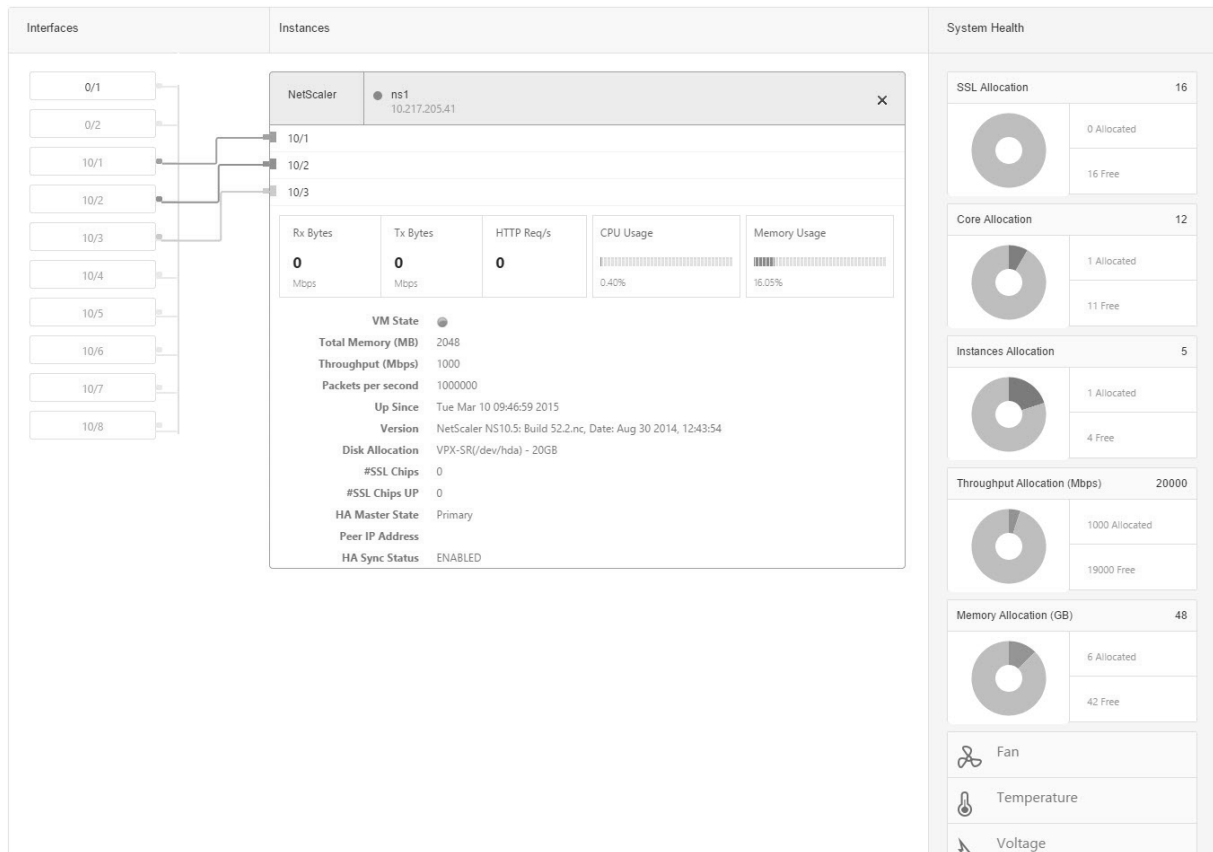 Interfaces
Instances
System Health
0/1
0/2
10/1
10/2
10/3
10/4
10/5
10/6
10/7
10/8
NetScaler
ns1
10.217.205.41
10/1
10/2
10/3
Rx Bytes
0
Mbps
Tx Bytes
0
Mbps
HTTP Req/s
0
CPU Usage
0.40%
Memory Usage
16.05%
VM State
Total Memory (MB) 2048
Throughput (Mbps) 1000
Packets per second 1000000
Up Since Tue Mar 10 09:46:59 2015
Version NetScaler NS10.5: Build 52.2.nc, Date: Aug 30 2014, 12:43:54
Disk Allocation VPX-SR(/dev/hda) - 20GB
#SSL Chips 0
#SSL Chips UP 0
HA Master State Primary
Peer IP Address
HA Sync Status ENABLED
SSL Allocation 16
0 Allocated
16 Free
Core Allocation 12
1 Allocated
11 Free
Instances Allocation 5
1 Allocated
4 Free
Throughput Allocation (Mbps) 20000
1000 Allocated
19000 Free
Memory Allocation (GB) 48
6 Allocated
42 Free
Fan
Temperature
Voltage